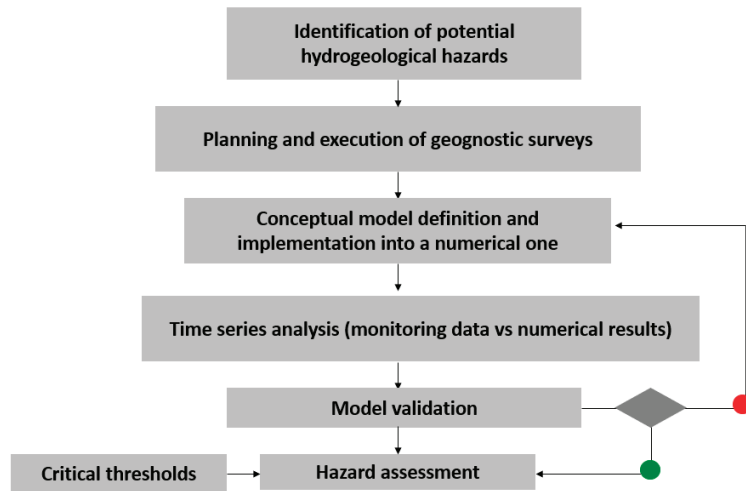 Identification of potential
hydrogeological hazards
Planning and execution of geognostic surveys
Conceptual model definition and
implementation into a numerical one
Time series analysis (monitoring data vs numerical results)
Model validation
Critical thresholds
Hazard assessment